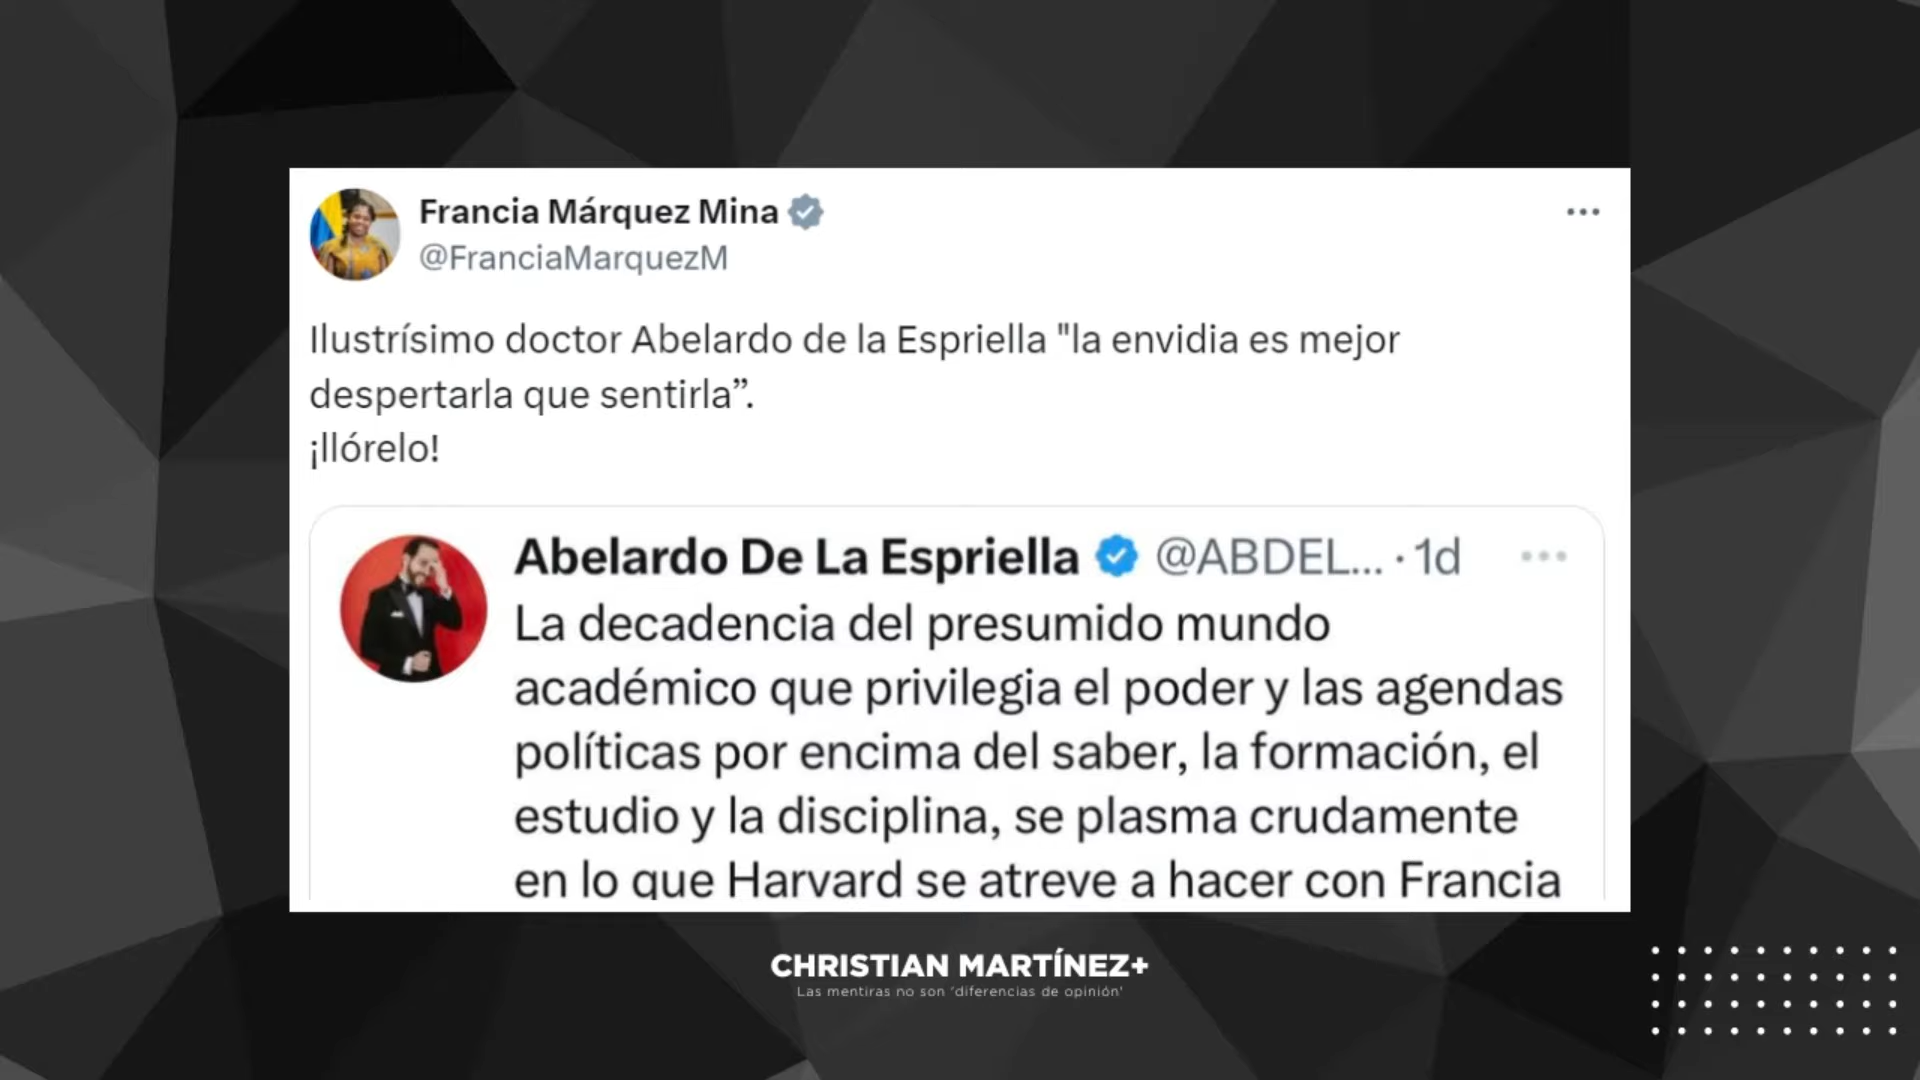 Francia Márquez Mina
@FranciaMarquezM
Ilustrísimo doctor Abelardo de la Espriella "la envidia es mejor
despertarla que sentirla”.
¡llórelo!
Abelardo De La Espriella @ABDEL... · 1d
La decadencia del presumido mundo
académico que privilegia el poder y las agendas
políticas por encima del saber, la formación, el
estudio y la disciplina, se plasma crudamente
en lo que Harvard se atreve a hacer con Francia
CHRISTIAN MARTÍNEZ+
Las mentiras no son 'diferencias de opinión'